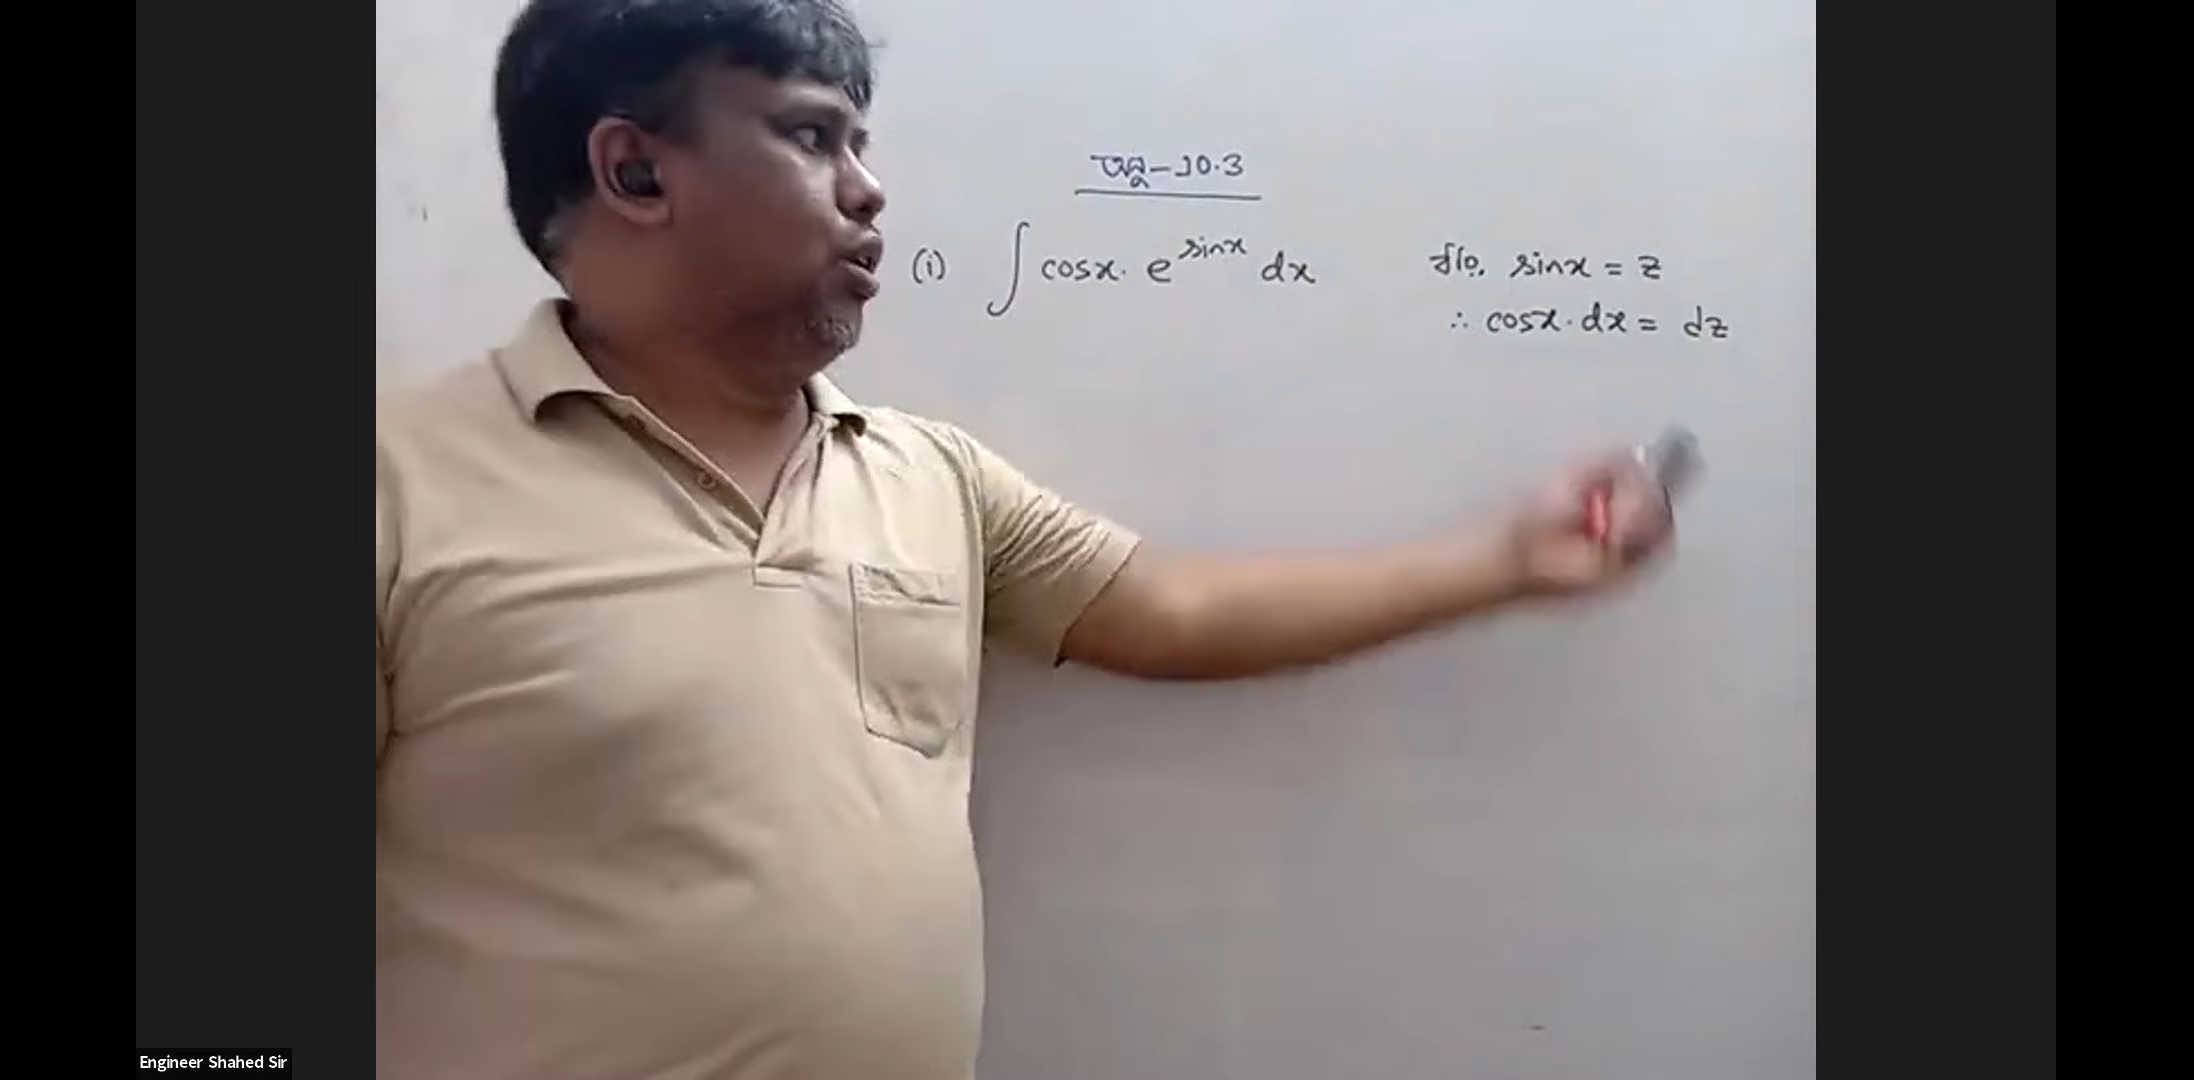 অনু-10.3
(i) ∫ cosx. e^sinx dx
ধরি, sinx = z
∴ cosx. dx = dz
Engineer Shahed Sir